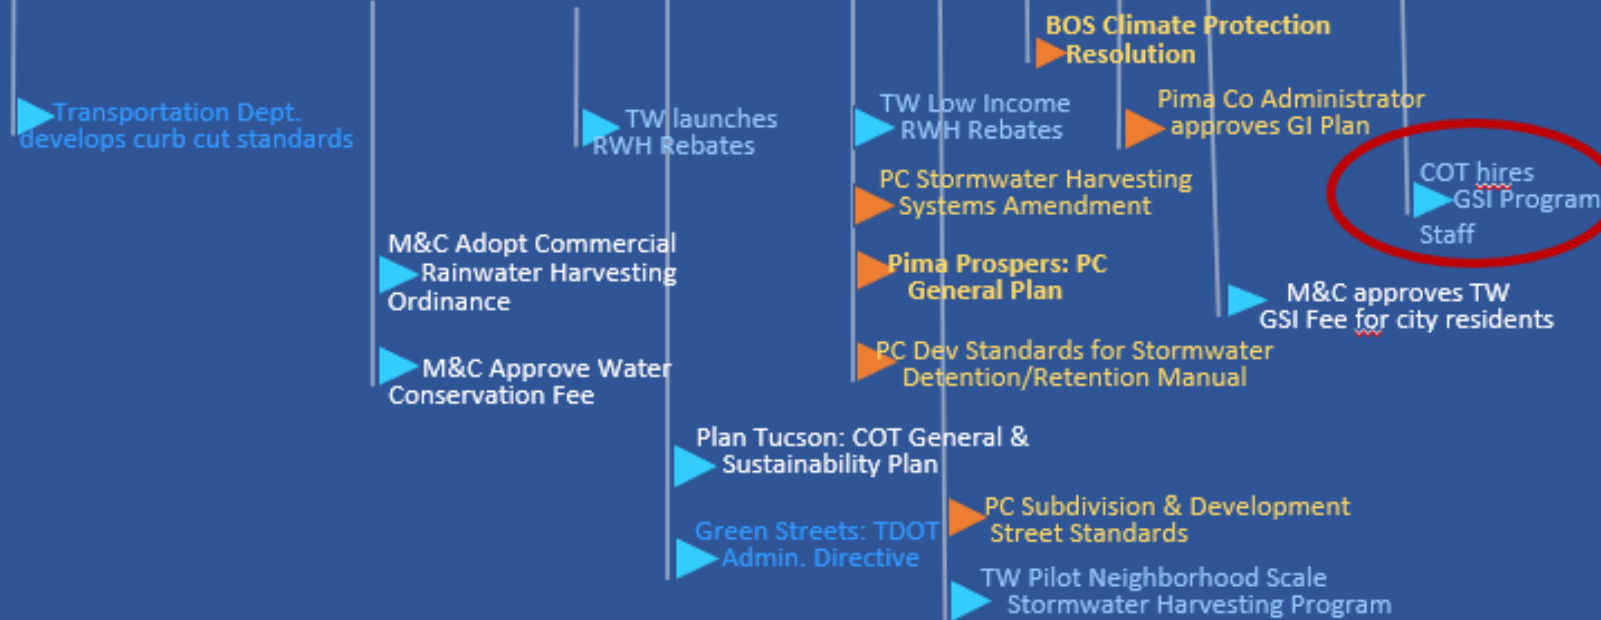 Transportation Dept.
develops curb cut standards
M&C Adopt Commercial
Rainwater Harvesting
Ordinance
M&C Approve Water
Conservation Fee
TW launches
RWH Rebates
Plan Tucson: COT General &
Sustainability Plan
Green Streets: TDOT
Admin. Directive
TW Low Income
RWH Rebates
PC Stormwater Harvesting
Systems Amendment
Pima Prospers: PC
General Plan
PC Dev Standards for Stormwater
Detention/Retention Manual
PC Subdivision & Development
Street Standards
TW Pilot Neighborhood Scale
Stormwater Harvesting Program
BOS Climate Protection
Resolution
Pima Co Administrator
approves GI Plan
M&C approves TW
GSI Fee for city residents
COT hires
GSI Program
Staff